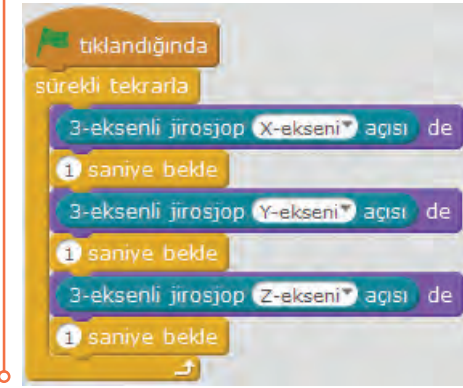 tıklandığında
sürekli tekrarla
3-eksenli jirosjop X-ekseni açısı de
1 saniye bekle
3-eksenli jirosjop Y-ekseni açısı de
1 saniye bekle
3-eksenli jirosjop Z-ekseni açısı de
1 saniye bekle